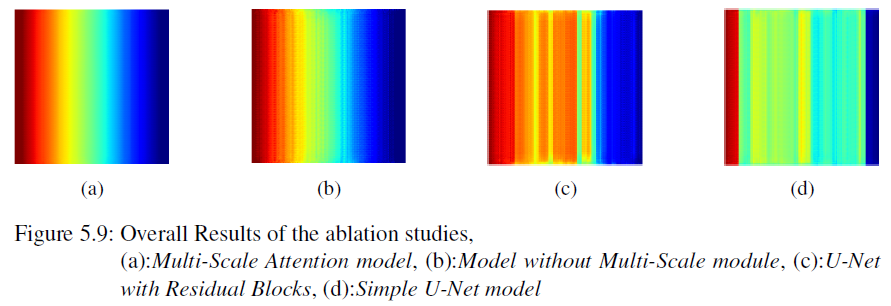 (a) (b) (c) (d)
Figure 5.9: Overall Results of the ablation studies,
(a):Multi-Scale Attention model, (b):Model without Multi-Scale module, (c):U-Net
with Residual Blocks, (d):Simple U-Net model